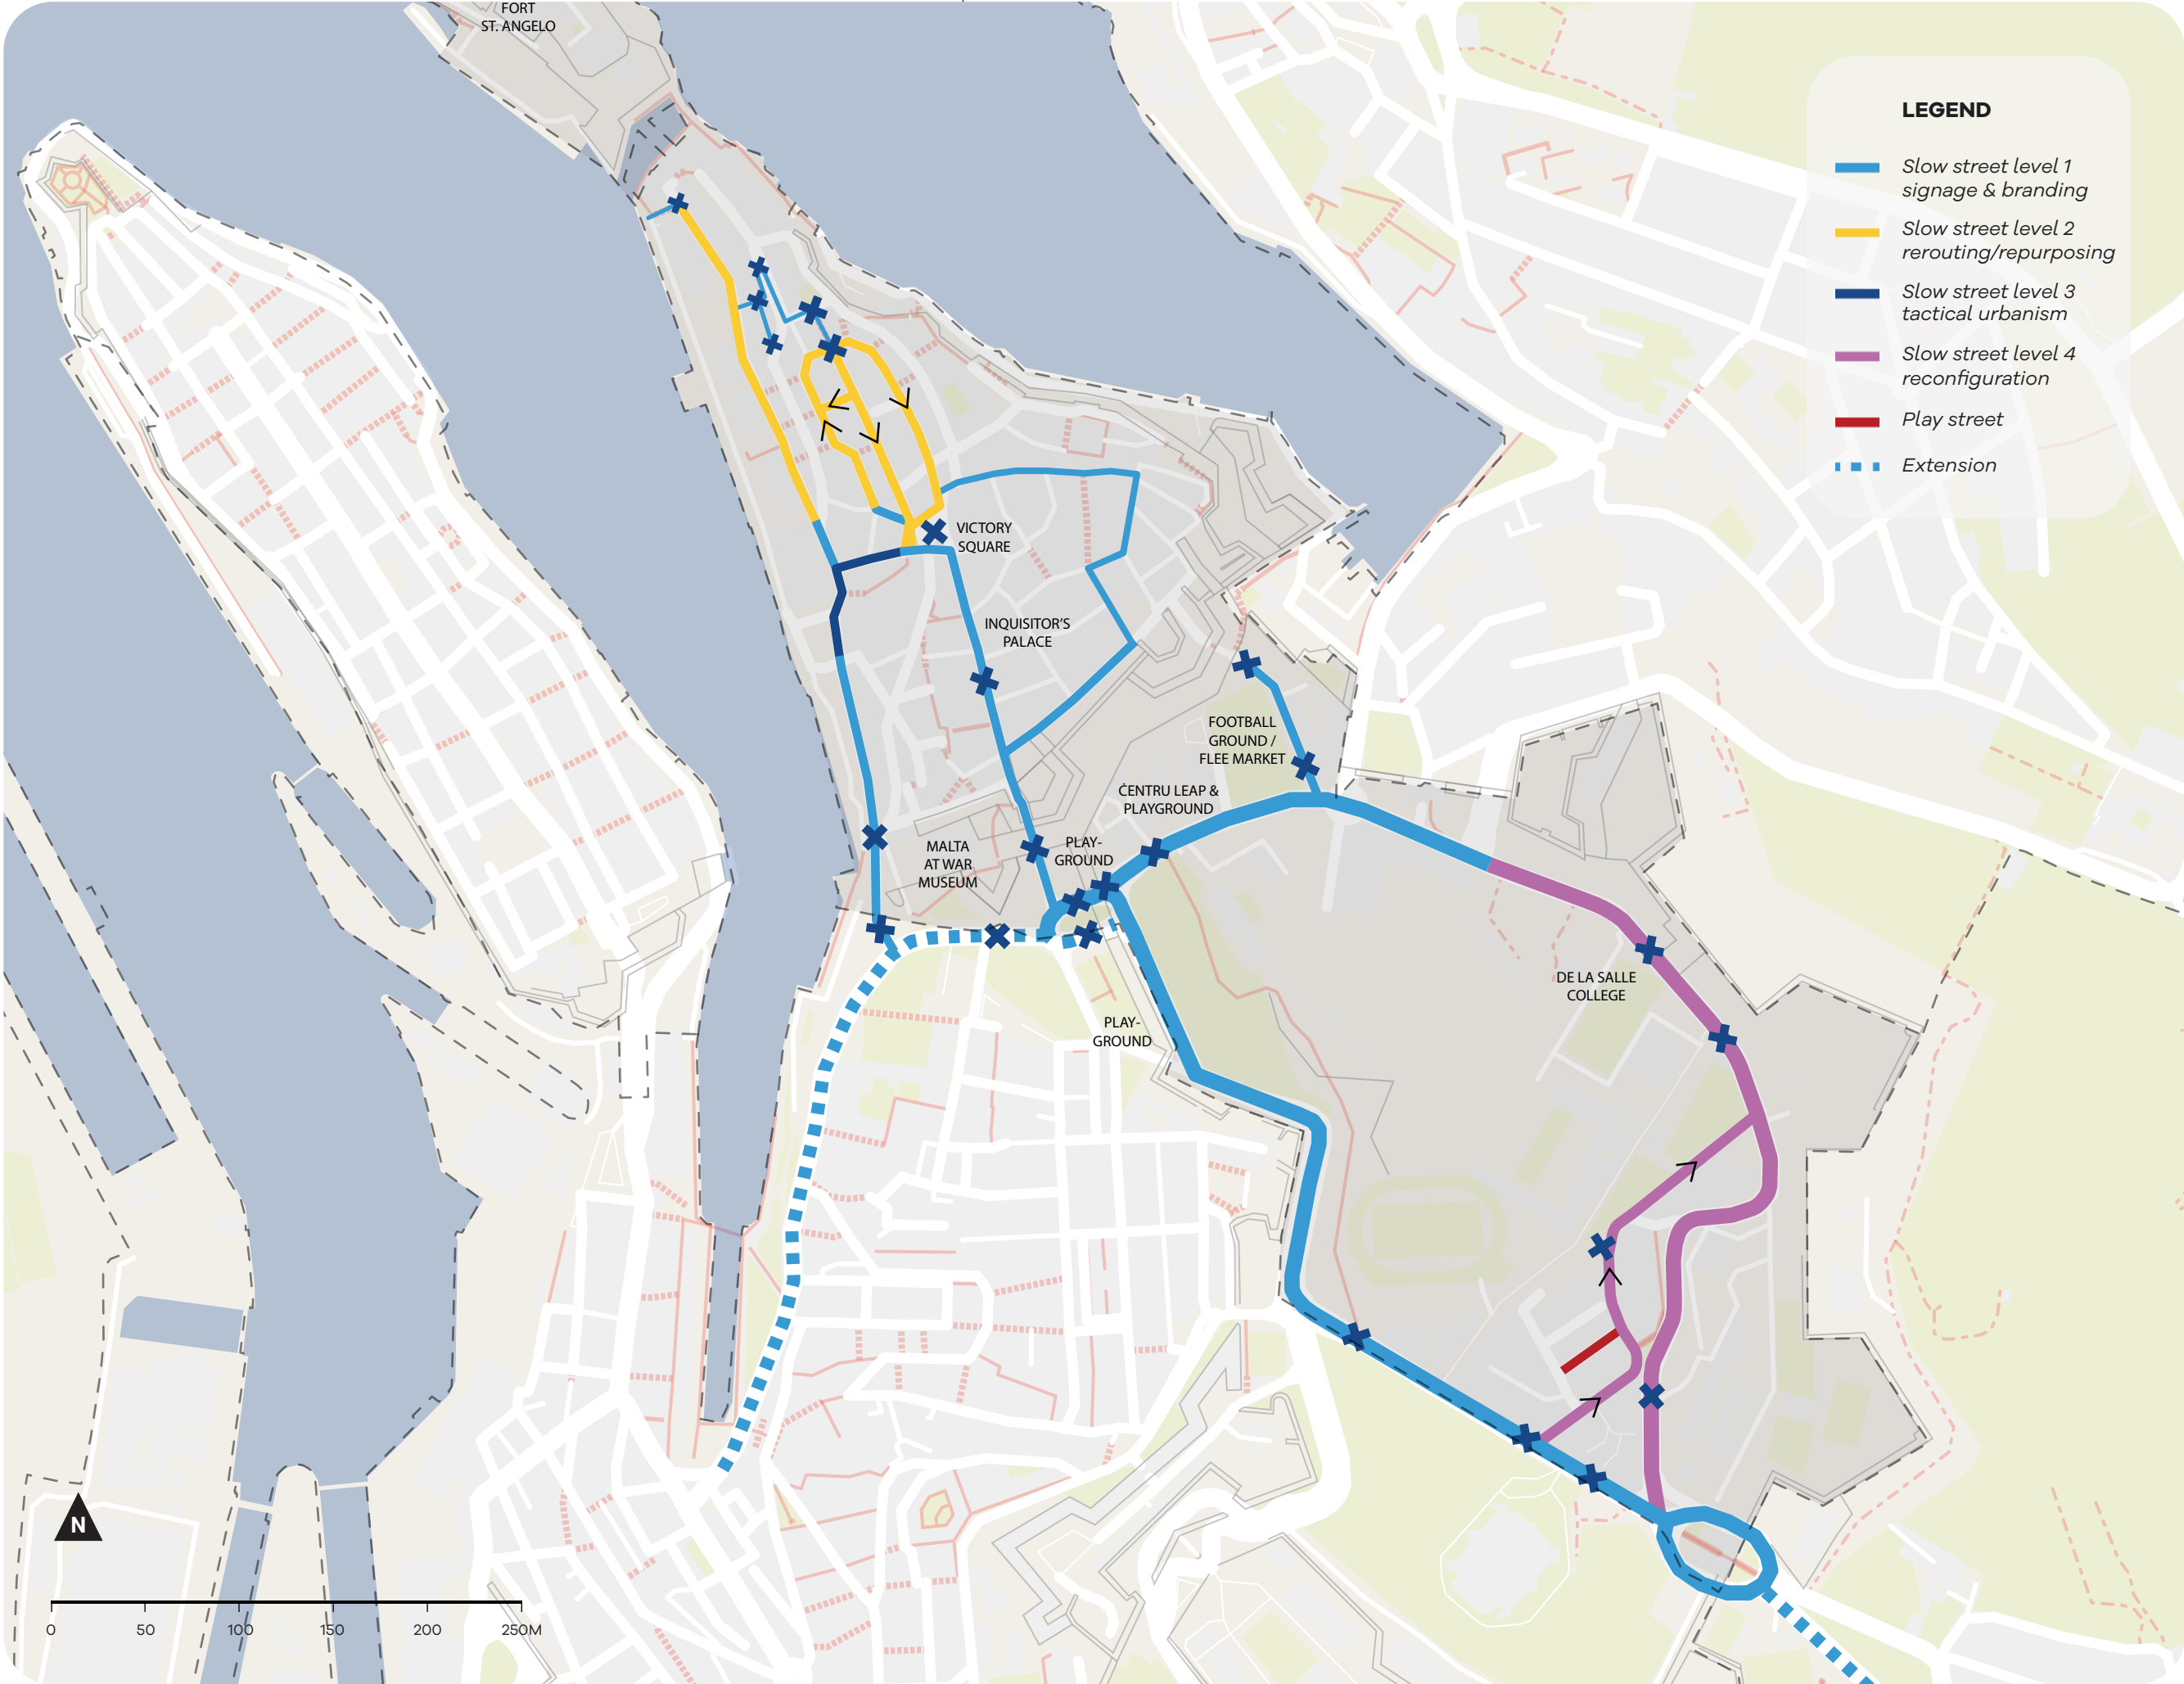 FORT
ST. ANGELO
LEGEND
Slow street level 1
signage & branding
Slow street level 2
rerouting/repurposing
Slow street level 3
tactical urbanism
Slow street level 4
reconfiguration
Play street
Extension
VICTORY
SQUARE
INQUISITOR'S
PALACE
FOOTBALL
GROUND /
FLEE MARKET
ĊENTRU LEAP &
PLAYGROUND
MALTA
AT WAR
MUSEUM
PLAY-
GROUND
DE LA SALLE
COLLEGE
PLAY-
GROUND
N
0 50 100 150 200 250M